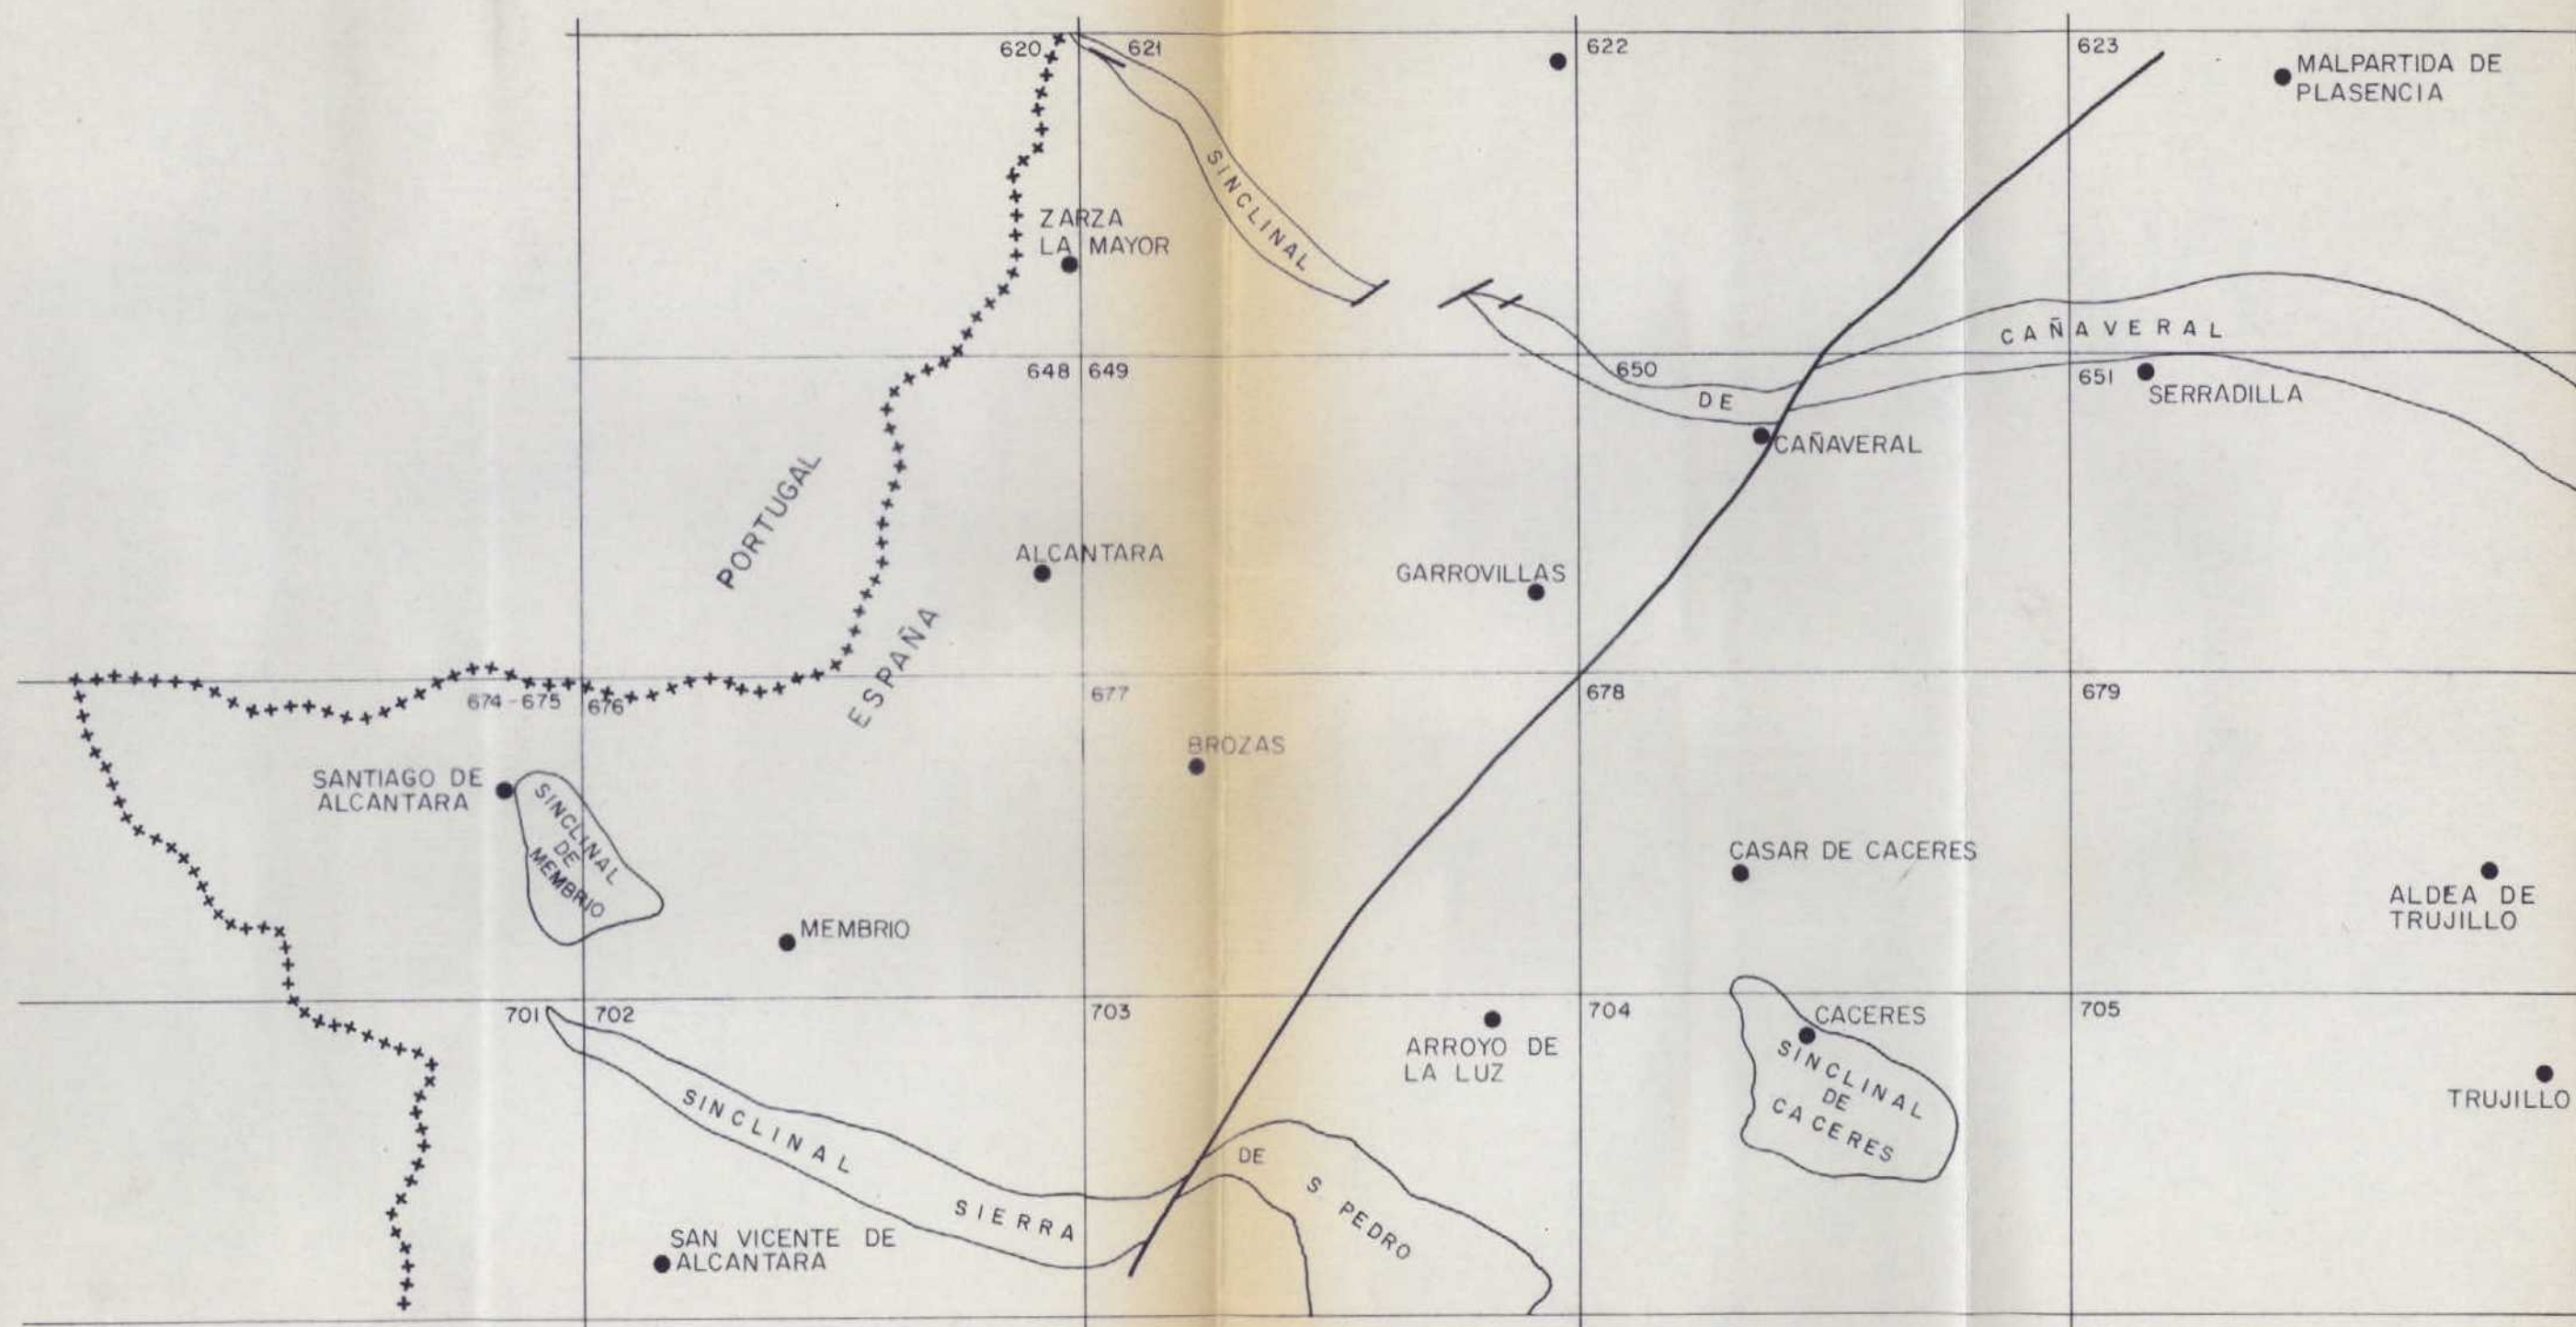 620
621
622
623
MALPARTIDA DE
PLASENCIA
SINCLINAL
ZARZA
LA MAYOR
CAÑAVERAL
648
649
650
651
SERRADILLA
DE
CAÑAVERAL
PORTUGAL
ALCANTARA
GARROVILLAS
ESPAÑA
674-675
676
677
678
679
BROZAS
SANTIAGO DE
ALCANTARA
SINCLINAL
DE
MEMBRIO
CASAR DE CACERES
ALDEA DE
TRUJILLO
MEMBRIO
701
702
703
704
705
CACERES
ARROYO DE
LA LUZ
SINCLINAL
DE
CACERES
TRUJILLO
SINCLINAL
SIERRA
DE
S PEDRO
SAN VICENTE DE
ALCANTARA